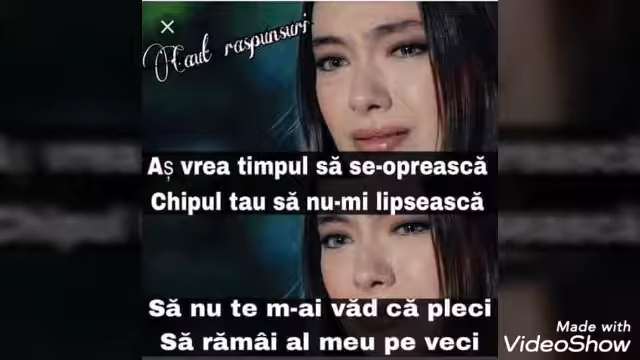 Caut raspunsuri
Aș vrea timpul să se-oprească
Chipul tau să nu-mi lipsească
Să nu te m-ai văd că pleci
Să rămâi al meu pe veci
Made with
VideoShow